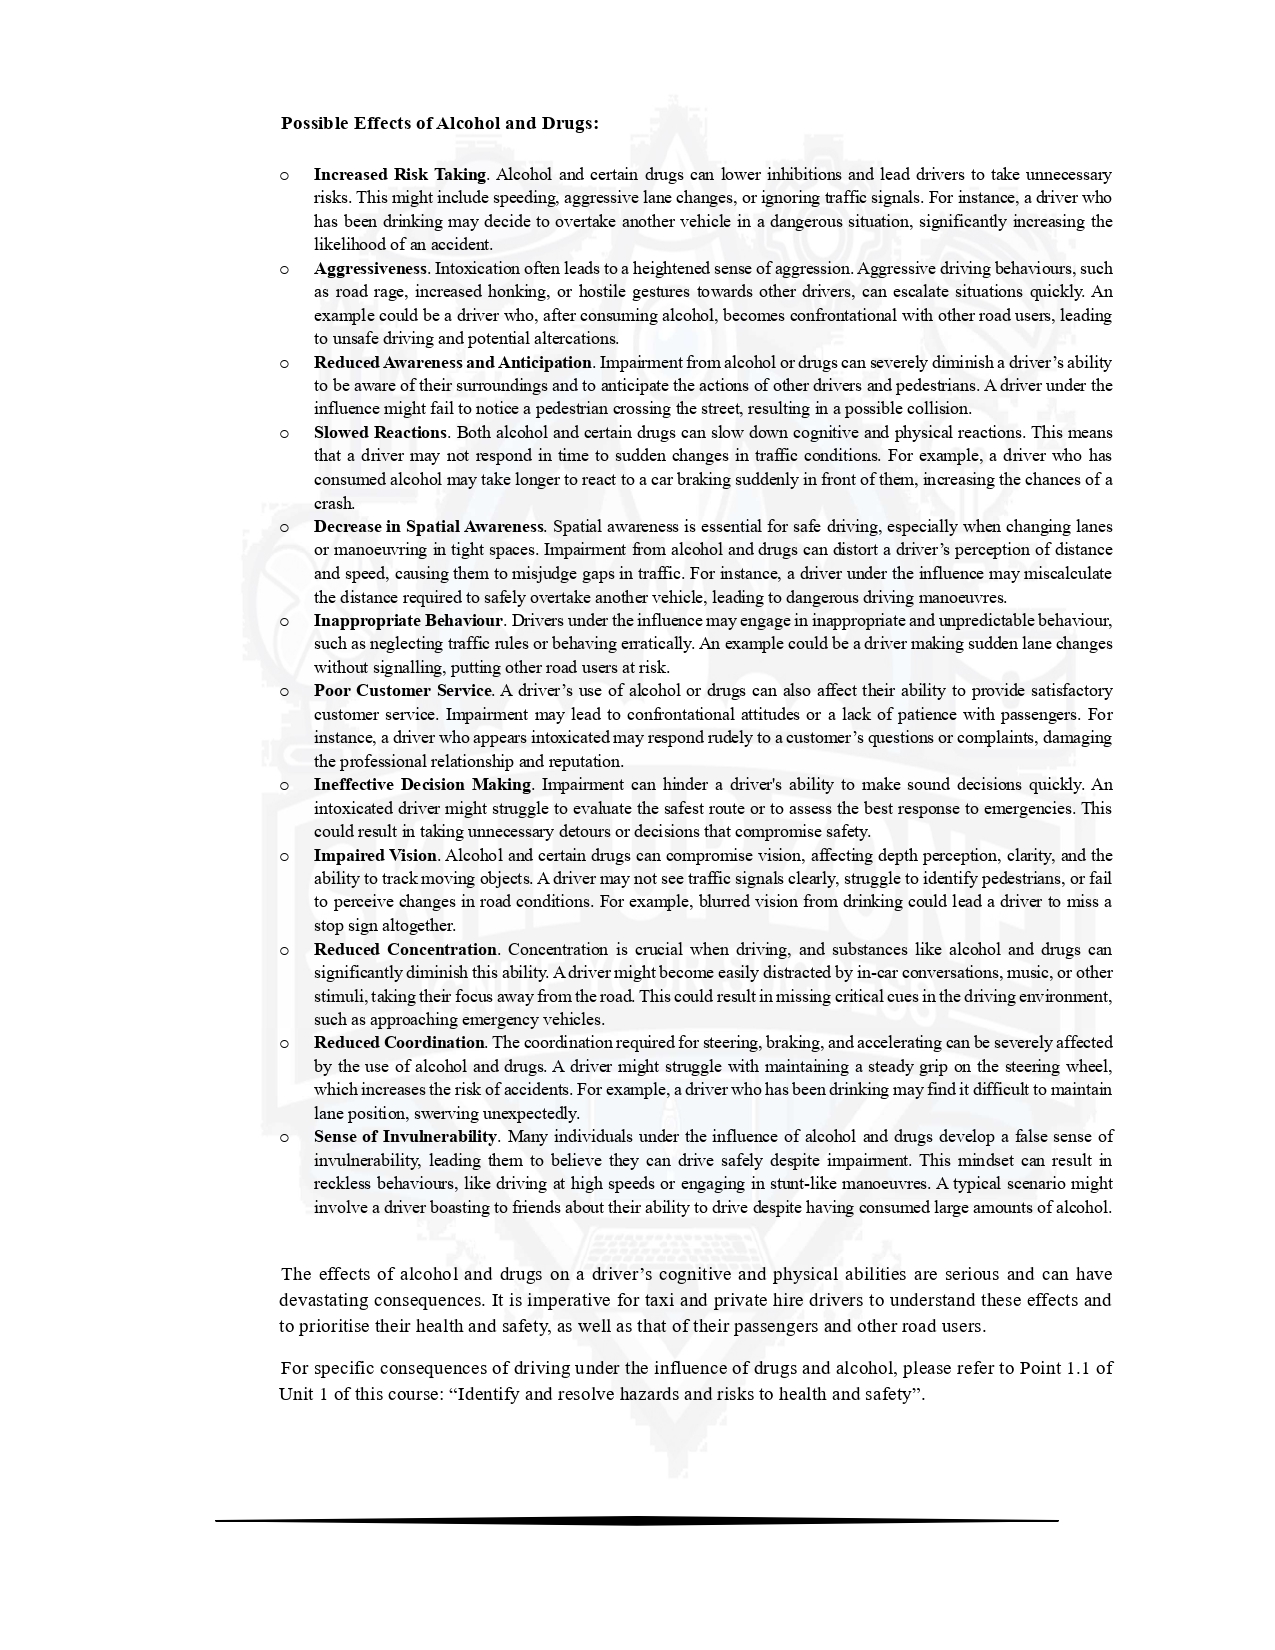 Possible Effects of Alcohol and Drugs:
o Increased Risk Taking. Alcohol and certain drugs can lower inhibitions and lead drivers to take unnecessary
risks. This might include speeding, aggressive lane changes, or ignoring traffic signals. For instance, a driver who
has been drinking may decide to overtake another vehicle in a dangerous situation, significantly increasing the
likelihood of an accident.
o Aggressiveness. Intoxication often leads to a heightened sense of aggression. Aggressive driving behaviours, such
as road rage, increased honking, or hostile gestures towards other drivers, can escalate situations quickly. An
example could be a driver who, after consuming alcohol, becomes confrontational with other road users, leading
to unsafe driving and potential altercations.
o Reduced Awareness and Anticipation. Impairment from alcohol or drugs can severely diminish a driver’s ability
to be aware of their surroundings and to anticipate the actions of other drivers and pedestrians. A driver under the
influence might fail to notice a pedestrian crossing the street, resulting in a possible collision.
o Slowed Reactions. Both alcohol and certain drugs can slow down cognitive and physical reactions. This means
that a driver may not respond in time to sudden changes in traffic conditions. For example, a driver who has
consumed alcohol may take longer to react to a car braking suddenly in front of them, increasing the chances of a
crash.
o Decrease in Spatial Awareness. Spatial awareness is essential for safe driving, especially when changing lanes
or manoeuvring in tight spaces. Impairment from alcohol and drugs can distort a driver’s perception of distance
and speed, causing them to misjudge gaps in traffic. For instance, a driver under the influence may miscalculate
the distance required to safely overtake another vehicle, leading to dangerous driving manoeuvres.
o Inappropriate Behaviour. Drivers under the influence may engage in inappropriate and unpredictable behaviour,
such as neglecting traffic rules or behaving erratically. An example could be a driver making sudden lane changes
without signalling, putting other road users at risk.
o Poor Customer Service. A driver’s use of alcohol or drugs can also affect their ability to provide satisfactory
customer service. Impairment may lead to confrontational attitudes or a lack of patience with passengers. For
instance, a driver who appears intoxicated may respond rudely to a customer’s questions or complaints, damaging
the professional relationship and reputation.
o Ineffective Decision Making. Impairment can hinder a driver's ability to make sound decisions quickly. An
intoxicated driver might struggle to evaluate the safest route or to assess the best response to emergencies. This
could result in taking unnecessary detours or decisions that compromise safety.
o Impaired Vision. Alcohol and certain drugs can compromise vision, affecting depth perception, clarity, and the
ability to track moving objects. A driver may not see traffic signals clearly, struggle to identify pedestrians, or fail
to perceive changes in road conditions. For example, blurred vision from drinking could lead a driver to miss a
stop sign altogether.
o Reduced Concentration. Concentration is crucial when driving, and substances like alcohol and drugs can
significantly diminish this ability. A driver might become easily distracted by in-car conversations, music, or other
stimuli, taking their focus away from the road. This could result in missing critical cues in the driving environment,
such as approaching emergency vehicles.
o Reduced Coordination. The coordination required for steering, braking, and accelerating can be severely affected
by the use of alcohol and drugs. A driver might struggle with maintaining a steady grip on the steering wheel,
which increases the risk of accidents. For example, a driver who has been drinking may find it difficult to maintain
lane position, swerving unexpectedly.
o Sense of Invulnerability. Many individuals under the influence of alcohol and drugs develop a false sense of
invulnerability, leading them to believe they can drive safely despite impairment. This mindset can result in
reckless behaviours, like driving at high speeds or engaging in stunt-like manoeuvres. A typical scenario might
involve a driver boasting to friends about their ability to drive despite having consumed large amounts of alcohol.
The effects of alcohol and drugs on a driver’s cognitive and physical abilities are serious and can have
devastating consequences. It is imperative for taxi and private hire drivers to understand these effects and
to prioritise their health and safety, as well as that of their passengers and other road users.
For specific consequences of driving under the influence of drugs and alcohol, please refer to Point 1.1 of
Unit 1 of this course: “Identify and resolve hazards and risks to health and safety”.